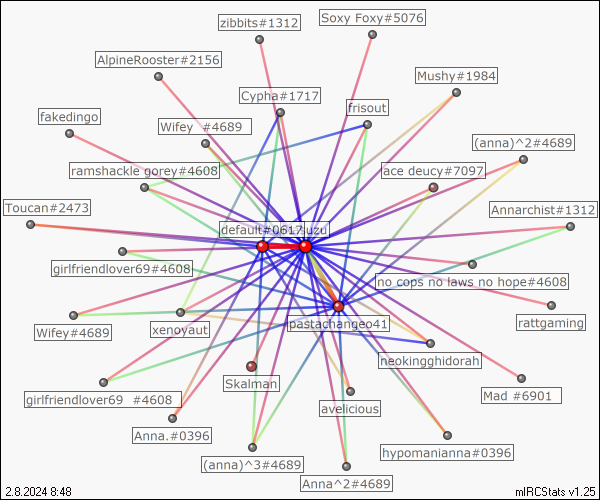 Soxy Foxy#5076
zibbits#1312
AlpineRooster#2156
Mushy#1984
Cypha#1717
frisout
fakedingo
Wifey #4689
(anna)^2#4689
ramshackle gorey#4608
ace deucy#7097
Toucan#2473
Annarchist#1312
default#0617
uzu
girlfriendlover69#4608
no cops no laws no hope#4608
Wifey#4689
xenoyaut
pastachangeo41
rattgaming
neokingghidorah
Skalman
girlfriendlover69 #4608
avelicious
Mad #6901
Anna.#0396
hypomanianna#0396
(anna)^3#4689
Anna^2#4689
2.8.2024 8:48
mIRCStats v1.25